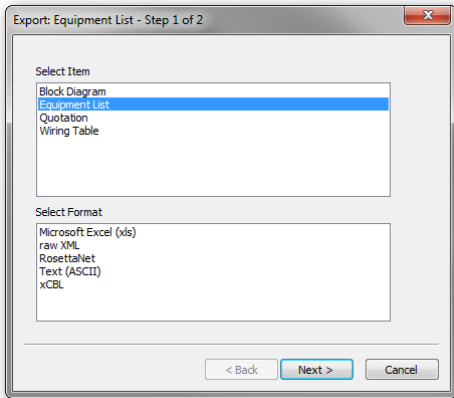 Export: Equipment List - Step 1 of 2
Select Item
Block Diagram
Equipment List
Quotation
Wiring Table
Select Format
Microsoft Excel (xls)
raw XML
RosettaNet
Text (ASCII)
xCBL
< Back Next > Cancel